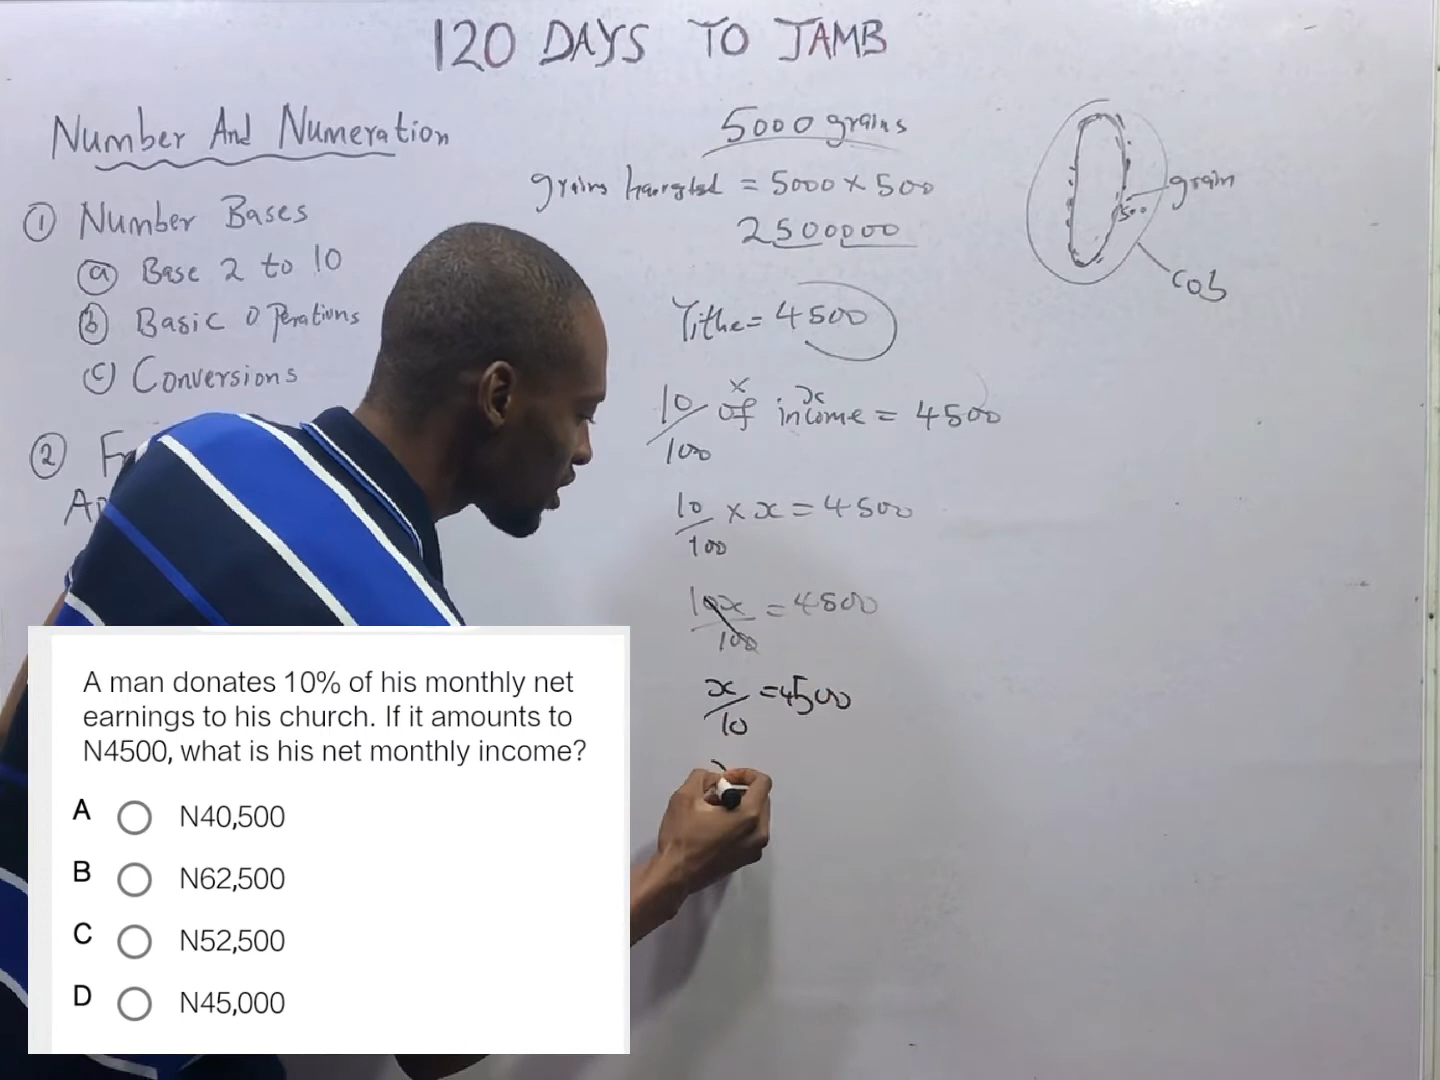 120 DAYS TO JAMB
Number And Numeration
① Number Bases
ⓐ Base 2 to 10
ⓑ Basic Operations
ⓒ Conversions
②
5000 grains
grains = 5000 × 500
2500000
Tithe = 4500
10/100 of income = 4500
x x
10/100 × x = 4500
10x/100 = 4500
x/10 = 4500
grain
500
cob
A man donates 10% of his monthly net
earnings to his church. If it amounts to
N4500, what is his net monthly income?
A N40,500
B N62,500
C N52,500
D N45,000